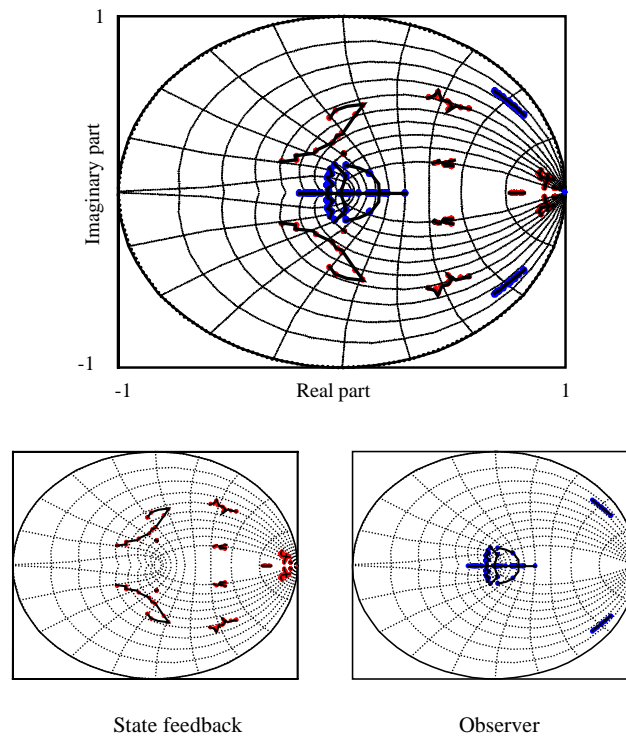 1
Imaginary part
-1
-1
Real part
1
State feedback
Observer